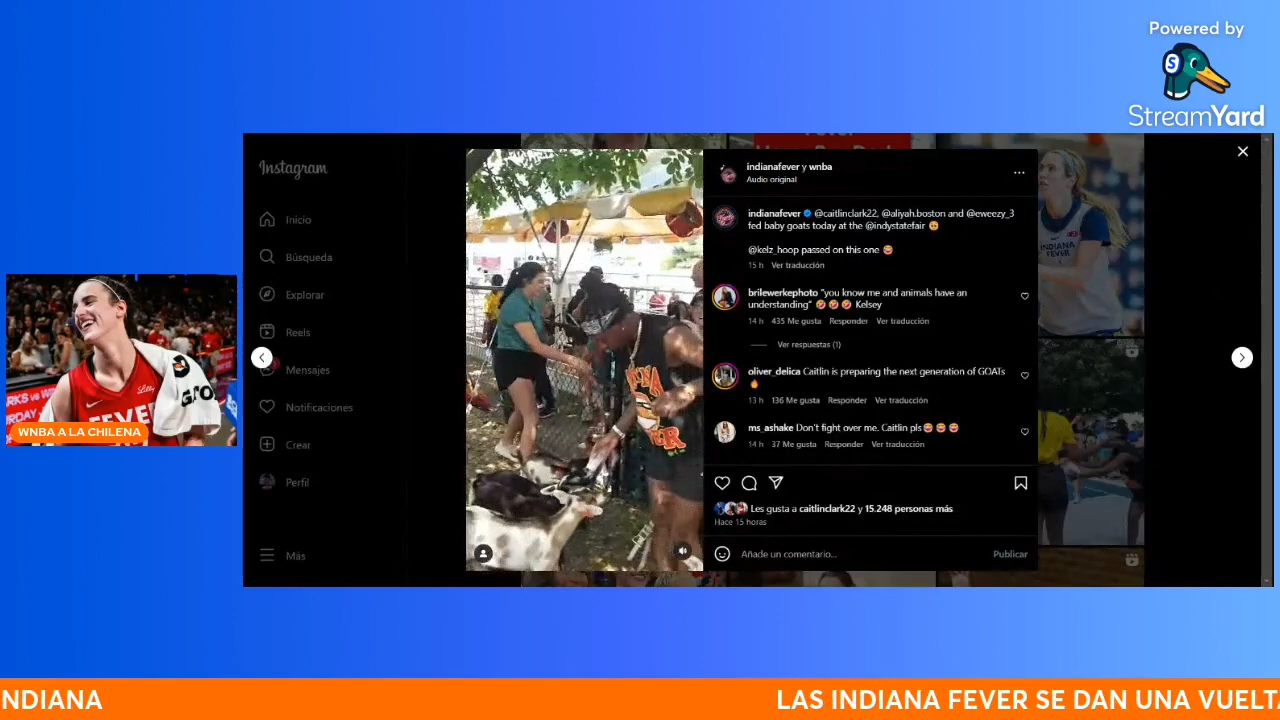 Powered by
StreamYard
Instagram
Inicio
Búsqueda
Explorar
Reels
Mensajes
Notificaciones
Crear
Perfil
Más
FEVER
INDIANA
FEVER
indianafever y wnba
Audio original
indianafever @caitlinclark22, @aliyah.boston and @eweezy_3
fed baby goats today at the @indystatefair
@kelz_hoop passed on this one
15 h Ver traducción
brilewerkephoto "you know me and animals have an
understanding" Kelsey
14 h 435 Me gusta Responder Ver traducción
Ver respuestas (1)
oliver_delica Caitlin is preparing the next generation of GOATs
13 h 136 Me gusta Responder Ver traducción
ms_ashake Don't fight over me. Caitlin pls
14 h 37 Me gusta Responder Ver traducción
Les gusta a caitlinclark22 y 15.248 personas más
Hace 15 horas
Añade un comentario...
Publicar
WNBA A LA CHILENA
NDIANA
LAS INDIANA FEVER SE DAN UNA VUELT